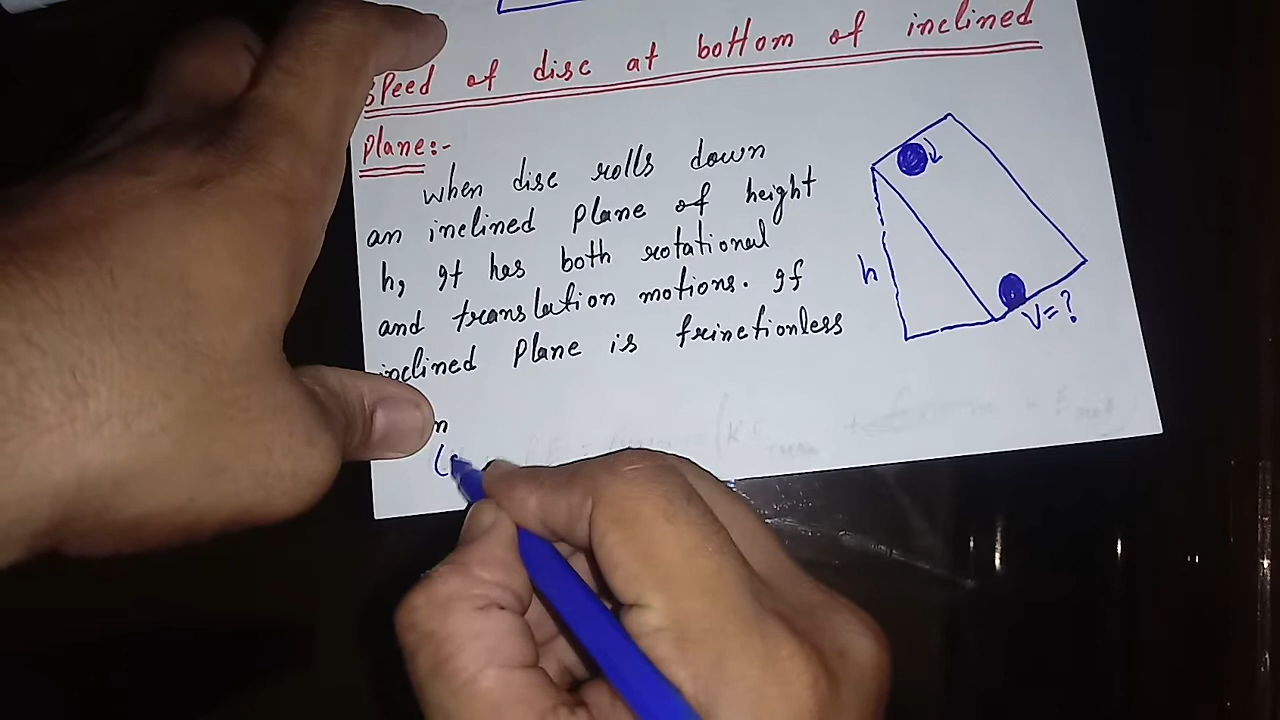 speed of disc at bottom of inclined
plane:-
when disc rolls down
an inclined plane of height
h, It has both rotational
and translation motions. If
inclined plane is frinctionless
n
(
h
V=?